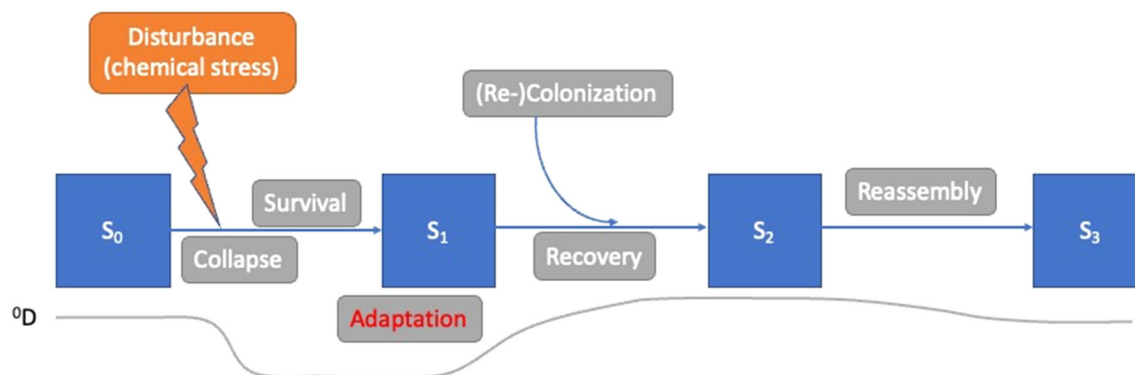 Disturbance
(chemical stress)
(Re-)Colonization
S₀
Survival
Collapse
S₁
Recovery
S₂
Reassembly
S₃
⁰D
Adaptation